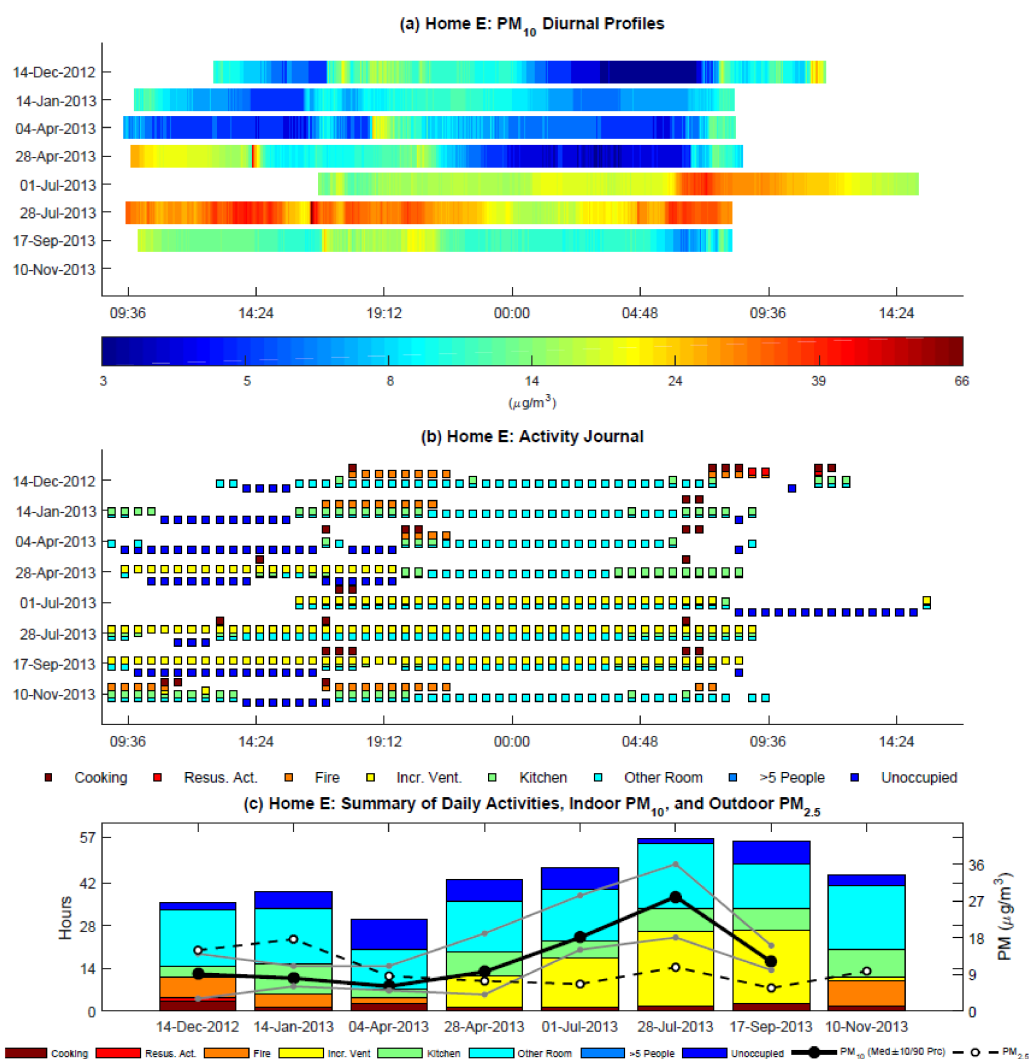 (a) Home E: PM10 Diurnal Profiles
14-Dec-2012
14-Jan-2013
04-Apr-2013
28-Apr-2013
01-Jul-2013
28-Jul-2013
17-Sep-2013
10-Nov-2013
09:36 14:24 19:12 00:00 04:48 09:36 14:24
3 5 8 14 24 39 66
(μg/m3)
(b) Home E: Activity Journal
14-Dec-2012
14-Jan-2013
04-Apr-2013
28-Apr-2013
01-Jul-2013
28-Jul-2013
17-Sep-2013
10-Nov-2013
09:36 14:24 19:12 00:00 04:48 09:36 14:24
Cooking Resus. Act. Fire Incr. Vent. Kitchen Other Room >5 People Unoccupied
(c) Home E: Summary of Daily Activities, Indoor PM10, and Outdoor PM2.5
Hours
57
42
28
14
0
PM (μg/m3)
36
27
18
9
0
14-Dec-2012 14-Jan-2013 04-Apr-2013 28-Apr-2013 01-Jul-2013 28-Jul-2013 17-Sep-2013 10-Nov-2013
Cooking Resus. Act. Fire Incr. Vent. Kitchen Other Room >5 People Unoccupied PM10 (Med±10/90 Prc) PM2.5